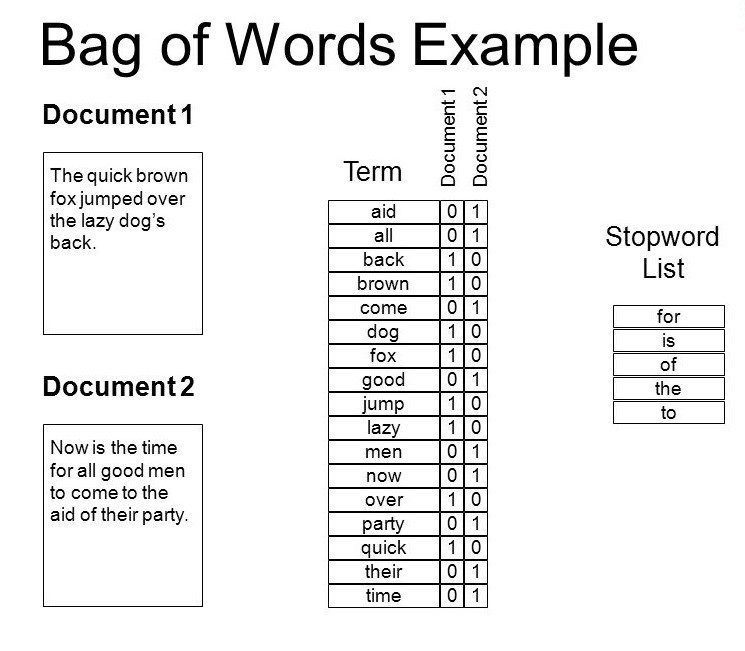 Bag of Words Example
Document 1
The quick brown
fox jumped over
the lazy dog's
back.
Document 2
Now is the time
for all good men
to come to the
aid of their party.
Term Document 1 Document 2
aid 0 1
all 0 1
back 1 0
brown 1 0
come 0 1
dog 1 0
fox 1 0
good 0 1
jump 1 0
lazy 1 0
men 0 1
now 0 1
over 1 0
party 0 1
quick 1 0
their 0 1
time 0 1
Stopword
List
for
is
of
the
to